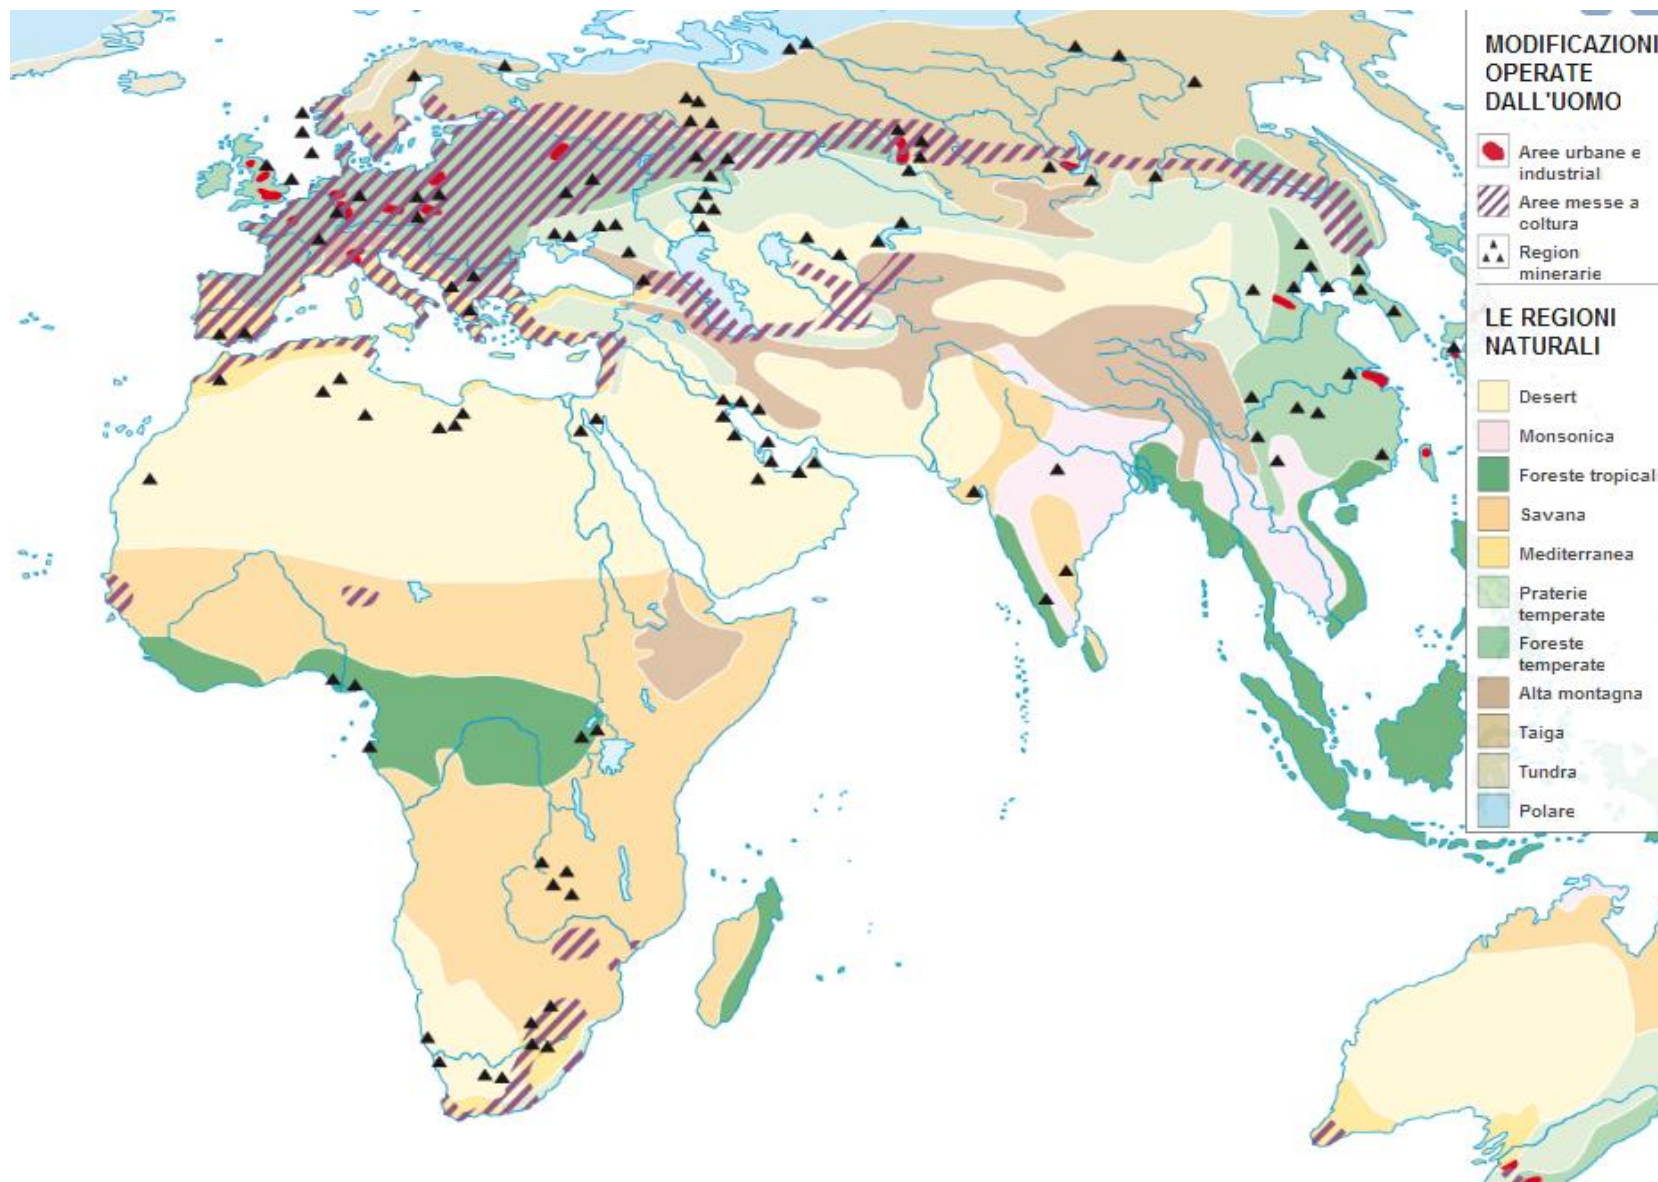 MODIFICAZIONI
OPERATE
DALL'UOMO
Aree urbane e
industrial
Aree messe a
coltura
Region
minerarie
LE REGIONI
NATURALI
Desert
Monsonica
Foreste tropical
Savana
Mediterranea
Praterie
temperate
Foreste
temperate
Alta montagna
Taiga
Tundra
Polare